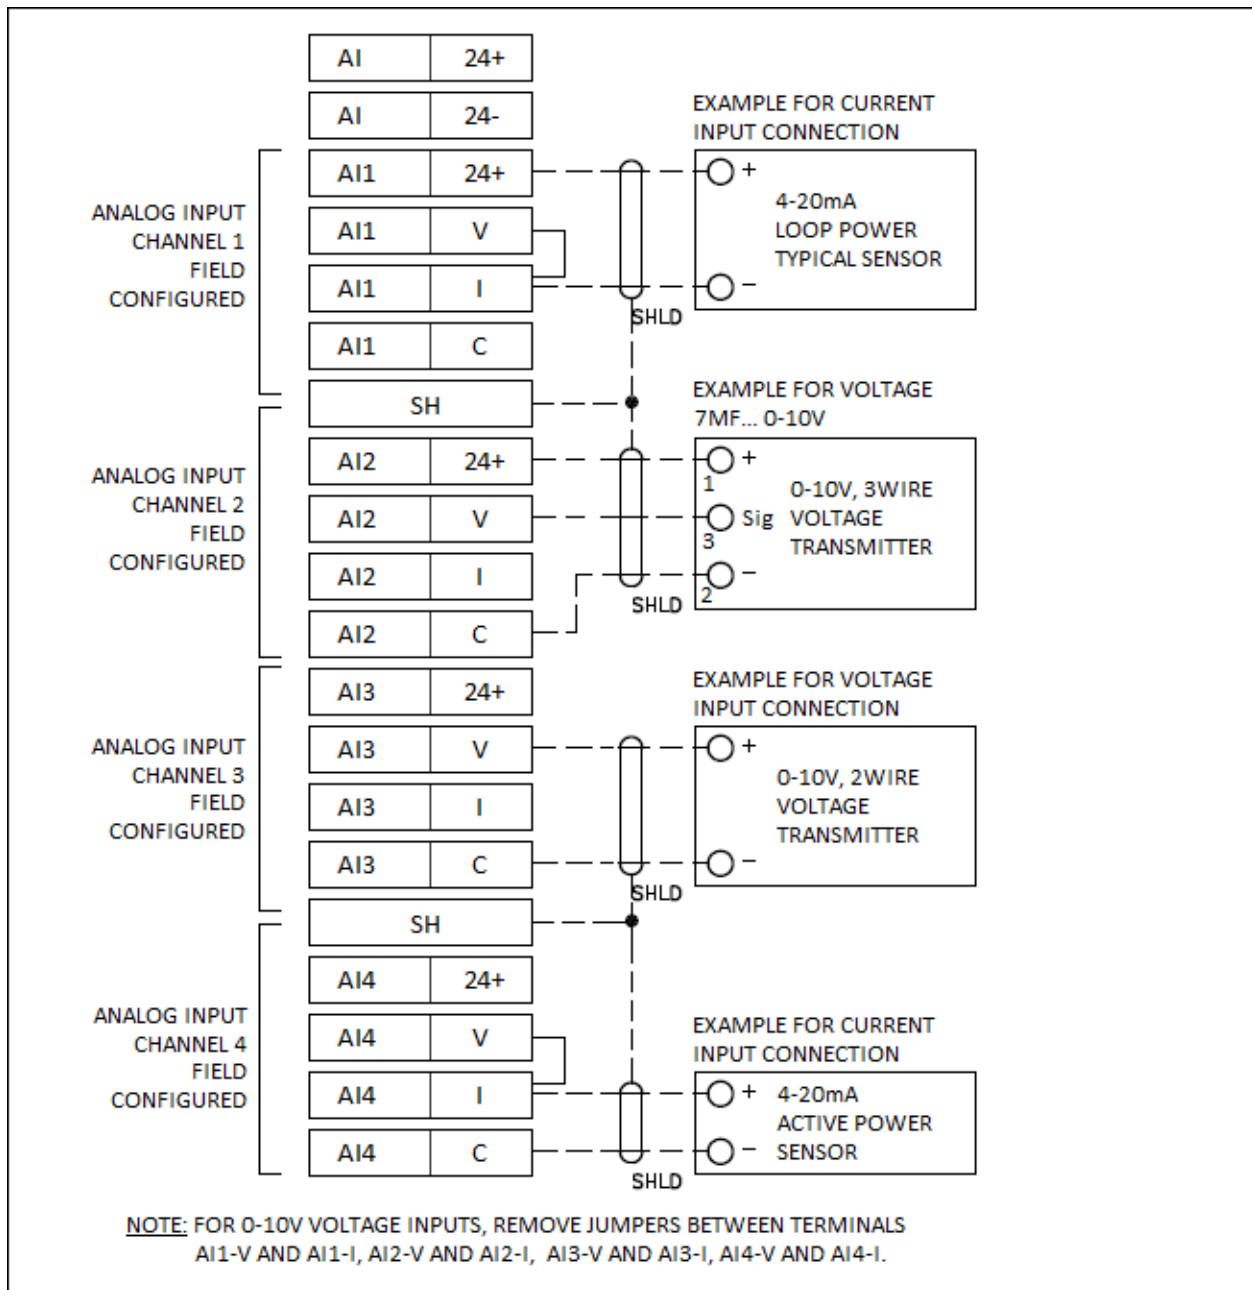 AI 24+
AI 24-
EXAMPLE FOR CURRENT
INPUT CONNECTION
ANALOG INPUT
CHANNEL 1
FIELD
CONFIGURED
AI1 24+
AI1 V
AI1 I
AI1 C
+
4-20mA
LOOP POWER
TYPICAL SENSOR
–
SHLD
SH
EXAMPLE FOR VOLTAGE
7MF... 0-10V
ANALOG INPUT
CHANNEL 2
FIELD
CONFIGURED
AI2 24+
AI2 V
AI2 I
AI2 C
+
1
Sig
3
–
2
0-10V, 3WIRE
VOLTAGE
TRANSMITTER
SHLD
EXAMPLE FOR VOLTAGE
INPUT CONNECTION
ANALOG INPUT
CHANNEL 3
FIELD
CONFIGURED
AI3 24+
AI3 V
AI3 I
AI3 C
+
0-10V, 2WIRE
VOLTAGE
TRANSMITTER
–
SHLD
SH
ANALOG INPUT
CHANNEL 4
FIELD
CONFIGURED
AI4 24+
AI4 V
AI4 I
AI4 C
EXAMPLE FOR CURRENT
INPUT CONNECTION
+
4-20mA
ACTIVE POWER
– SENSOR
SHLD
NOTE: FOR 0-10V VOLTAGE INPUTS, REMOVE JUMPERS BETWEEN TERMINALS
AI1-V AND AI1-I, AI2-V AND AI2-I, AI3-V AND AI3-I, AI4-V AND AI4-I.